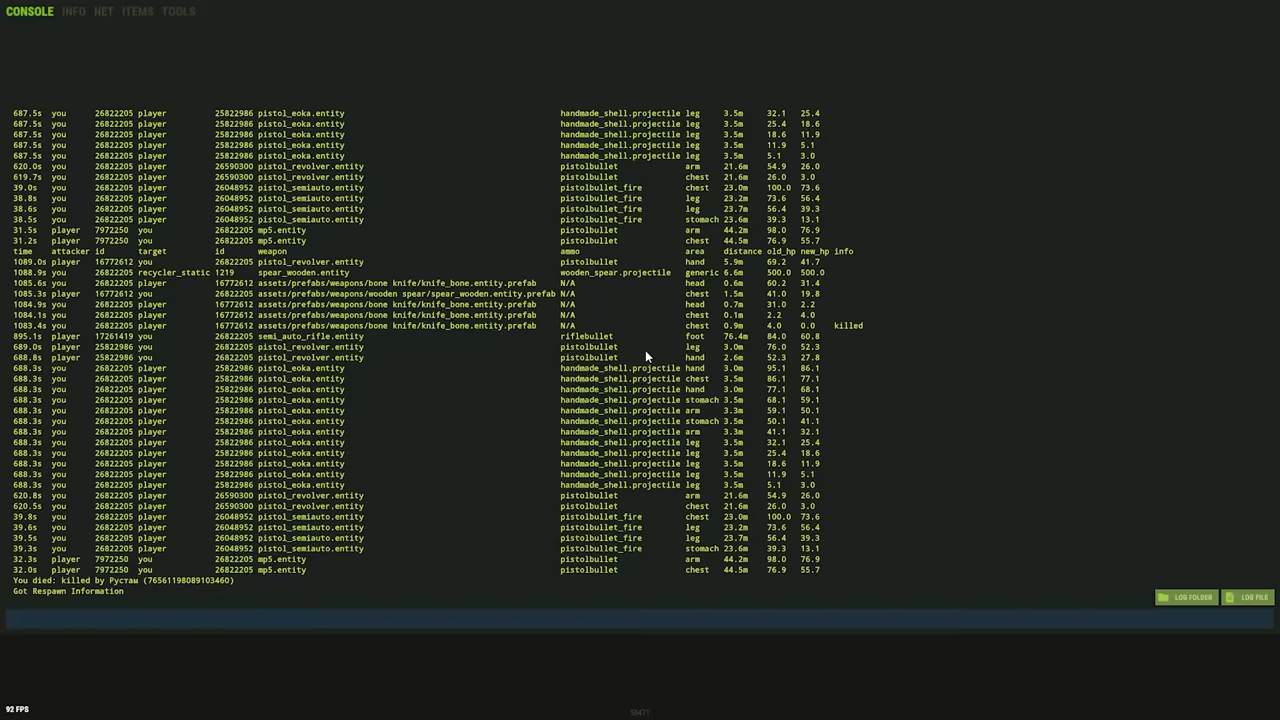 CONSOLE INFO NET ITEMS TOOLS
687.5s you 26822205 player 25822986 pistol_eoka.entity handmade_shell.projectile leg 3.5m 32.1 25.4
687.5s you 26822205 player 25822986 pistol_eoka.entity handmade_shell.projectile leg 3.5m 25.4 18.6
687.5s you 26822205 player 25822986 pistol_eoka.entity handmade_shell.projectile leg 3.5m 18.6 11.9
687.5s you 26822205 player 25822986 pistol_eoka.entity handmade_shell.projectile leg 3.5m 11.9 5.1
687.5s you 26822205 player 25822986 pistol_eoka.entity handmade_shell.projectile leg 3.5m 5.1 3.0
620.0s you 26822205 player 26590300 pistol_revolver.entity pistolbullet arm 21.6m 54.9 26.0
619.7s you 26822205 player 26590300 pistol_revolver.entity pistolbullet chest 21.6m 26.0 3.0
39.0s you 26822205 player 26048952 pistol_semiauto.entity pistolbullet_fire chest 23.0m 100.0 73.6
38.8s you 26822205 player 26048952 pistol_semiauto.entity pistolbullet_fire leg 23.2m 73.6 56.4
38.6s you 26822205 player 26048952 pistol_semiauto.entity pistolbullet_fire leg 23.7m 56.4 39.3
38.5s you 26822205 player 26048952 pistol_semiauto.entity pistolbullet_fire stomach 23.6m 39.3 13.1
31.5s player 7972250 you 26822205 mp5.entity pistolbullet arm 44.2m 98.0 76.9
31.2s player 7972250 you 26822205 mp5.entity pistolbullet chest 44.5m 76.9 55.7
time attacker id target id weapon ammo area distance old_hp new_hp info
1089.0s player 16772612 you 26822205 pistol_revolver.entity pistolbullet hand 5.9m 69.2 41.7
1088.9s you 26822205 recycler_static 1219 spear_wooden.entity wooden_spear.projectile generic 6.6m 500.0 500.0
1085.6s you 26822205 player 16772612 assets/prefabs/weapons/bone knife/knife_bone.entity.prefab N/A head 0.6m 60.2 31.4
1085.3s player 16772612 you 26822205 assets/prefabs/weapons/wooden spear/spear_wooden.entity.prefab N/A chest 1.5m 41.0 19.8
1084.9s you 26822205 player 16772612 assets/prefabs/weapons/bone knife/knife_bone.entity.prefab N/A head 0.7m 31.0 2.2
1084.1s you 26822205 player 16772612 assets/prefabs/weapons/bone knife/knife_bone.entity.prefab N/A chest 0.1m 2.2 4.0
1083.4s you 26822205 player 16772612 assets/prefabs/weapons/bone knife/knife_bone.entity.prefab N/A chest 0.9m 4.0 0.0 killed
895.1s player 17261419 you 26822205 semi_auto_rifle.entity riflebullet foot 76.4m 84.0 60.8
689.0s player 25822986 you 26822205 pistol_revolver.entity pistolbullet leg 3.0m 76.0 52.3
688.8s player 25822986 you 26822205 pistol_revolver.entity pistolbullet hand 2.6m 52.3 27.8
688.3s you 26822205 player 25822986 pistol_eoka.entity handmade_shell.projectile hand 3.0m 95.1 86.1
688.3s you 26822205 player 25822986 pistol_eoka.entity handmade_shell.projectile chest 3.5m 86.1 77.1
688.3s you 26822205 player 25822986 pistol_eoka.entity handmade_shell.projectile hand 3.0m 77.1 68.1
688.3s you 26822205 player 25822986 pistol_eoka.entity handmade_shell.projectile stomach 3.5m 68.1 59.1
688.3s you 26822205 player 25822986 pistol_eoka.entity handmade_shell.projectile arm 3.3m 59.1 50.1
688.3s you 26822205 player 25822986 pistol_eoka.entity handmade_shell.projectile stomach 3.5m 50.1 41.1
688.3s you 26822205 player 25822986 pistol_eoka.entity handmade_shell.projectile arm 3.3m 41.1 32.1
688.3s you 26822205 player 25822986 pistol_eoka.entity handmade_shell.projectile leg 3.5m 32.1 25.4
688.3s you 26822205 player 25822986 pistol_eoka.entity handmade_shell.projectile leg 3.5m 25.4 18.6
688.3s you 26822205 player 25822986 pistol_eoka.entity handmade_shell.projectile leg 3.5m 18.6 11.9
688.3s you 26822205 player 25822986 pistol_eoka.entity handmade_shell.projectile leg 3.5m 11.9 5.1
688.3s you 26822205 player 25822986 pistol_eoka.entity handmade_shell.projectile leg 3.5m 5.1 3.0
620.8s you 26822205 player 26590300 pistol_revolver.entity pistolbullet arm 21.6m 54.9 26.0
620.5s you 26822205 player 26590300 pistol_revolver.entity pistolbullet chest 21.6m 26.0 3.0
39.8s you 26822205 player 26048952 pistol_semiauto.entity pistolbullet_fire chest 23.0m 100.0 73.6
39.6s you 26822205 player 26048952 pistol_semiauto.entity pistolbullet_fire leg 23.2m 73.6 56.4
39.5s you 26822205 player 26048952 pistol_semiauto.entity pistolbullet_fire leg 23.7m 56.4 39.3
39.3s you 26822205 player 26048952 pistol_semiauto.entity pistolbullet_fire stomach 23.6m 39.3 13.1
32.3s player 7972250 you 26822205 mp5.entity pistolbullet arm 44.2m 98.0 76.9
32.0s player 7972250 you 26822205 mp5.entity pistolbullet chest 44.5m 76.9 55.7
You died: killed by Рустам (76561198089103460)
Got Respawn Information
LOG FOLDER LOG FILE
92 FPS